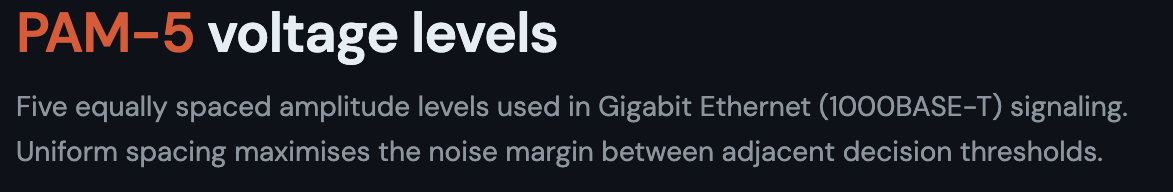 PAM-5 voltage levels
Five equally spaced amplitude levels used in Gigabit Ethernet (1000BASE-T) signaling.
Uniform spacing maximises the noise margin between adjacent decision thresholds.